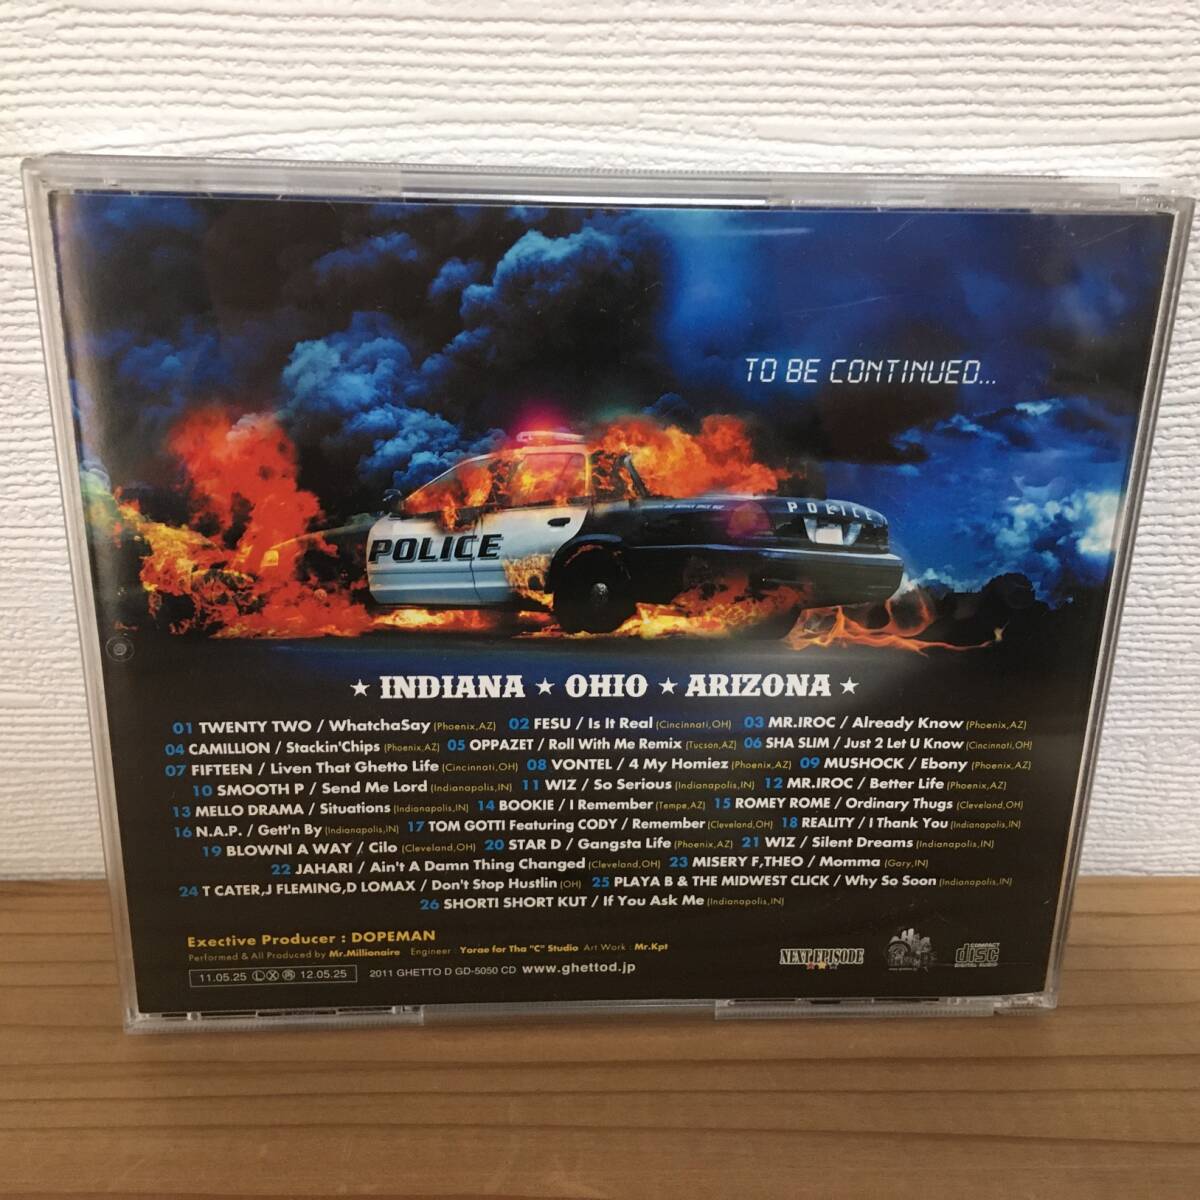 TO BE CONTINUED...
POLICE
POLICE
★ INDIANA ★ OHIO ★ ARIZONA ★
01 TWENTY TWO / WhatchaSay (Phoenix,AZ) 02 FESU / Is It Real (Cincinnati,OH) 03 MR.IROC / Already Know (Phoenix,AZ)
04 CAMILLION / Stackin'Chips (Phoenix,AZ) 05 OPPAZET / Roll With Me Remix (Tucson,AZ) 06 SHA SLIM / Just 2 Let U Know (Cincinnati,OH)
07 FIFTEEN / Liven That Ghetto Life (Cincinnati,OH) 08 VONTEL / 4 My Homiez (Phoenix,AZ) 09 MUSHOCK / Ebony (Phoenix,AZ)
10 SMOOTH P / Send Me Lord (Indianapolis,IN) 11 WIZ / So Serious (Indianapolis,IN) 12 MR.IROC / Better Life (Phoenix,AZ)
13 MELLO DRAMA / Situations (Indianapolis,IN) 14 BOOKIE / I Remember (Tempe,AZ) 15 ROMEY ROME / Ordinary Thugs (Cleveland,OH)
16 N.A.P. / Gett'n By (Indianapolis,IN) 17 TOM GOTTI Featuring CODY / Remember (Cleveland,OH) 18 REALITY / I Thank You (Indianapolis,IN)
19 BLOWNI A WAY / Cilo (Cleveland,OH) 20 STAR D / Gangsta Life (Phoenix,AZ) 21 WIZ / Silent Dreams (Indianapolis,IN)
22 JAHARI / Ain't A Damn Thing Changed (Cleveland,OH) 23 MISERY F,THEO / Momma (Gary,IN)
24 T CATER,J FLEMING,D LOMAX / Don't Stop Hustlin (OH) 25 PLAYA B & THE MIDWEST CLICK / Why So Soon (Indianapolis,IN)
26 SHORTI SHORT KUT / If You Ask Me (Indianapolis,IN)
Exective Producer : DOPEMAN
Performed & All Produced by Mr.Millionaire Engineer : Yorae for Tha "C" Studio Art Work : Mr.Kpt
11.05.25 Ⓛ Ⓧ ㊢ 12.05.25 2011 GHETTO D GD-5050 CD www.ghettod.jp
NEXT EPISODE
COMPACT
disc
DIGITAL AUDIO